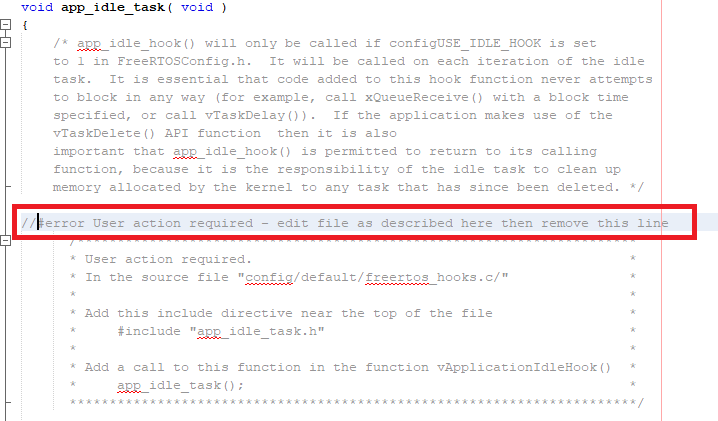 void app_idle_task( void )
{
/* app_idle_hook() will only be called if configUSE_IDLE_HOOK is set
to 1 in FreeRTOSConfig.h.  It will be called on each iteration of the idle
task.  It is essential that code added to this hook function never attempts
to block in any way (for example, call xQueueReceive() with a block time
specified, or call vTaskDelay()).  If the application makes use of the
vTaskDelete() API function  then it is also
important that app_idle_hook() is permitted to return to its calling
function, because it is the responsibility of the idle task to clean up
memory allocated by the kernel to any task that has since been deleted. */
//#error User action required - edit file as described here then remove this line
/***********************************************************************
* User action required.                                               *
* In the source file "config/default/freertos_hooks.c/"               *
*                                                                     *
* Add this include directive near the top of the file                 *
*     #include "app_idle_task.h"                                      *
*                                                                     *
* Add a call to this function in the function vApplicationIdleHook()  *
*     app_idle_task();                                                *
***********************************************************************/